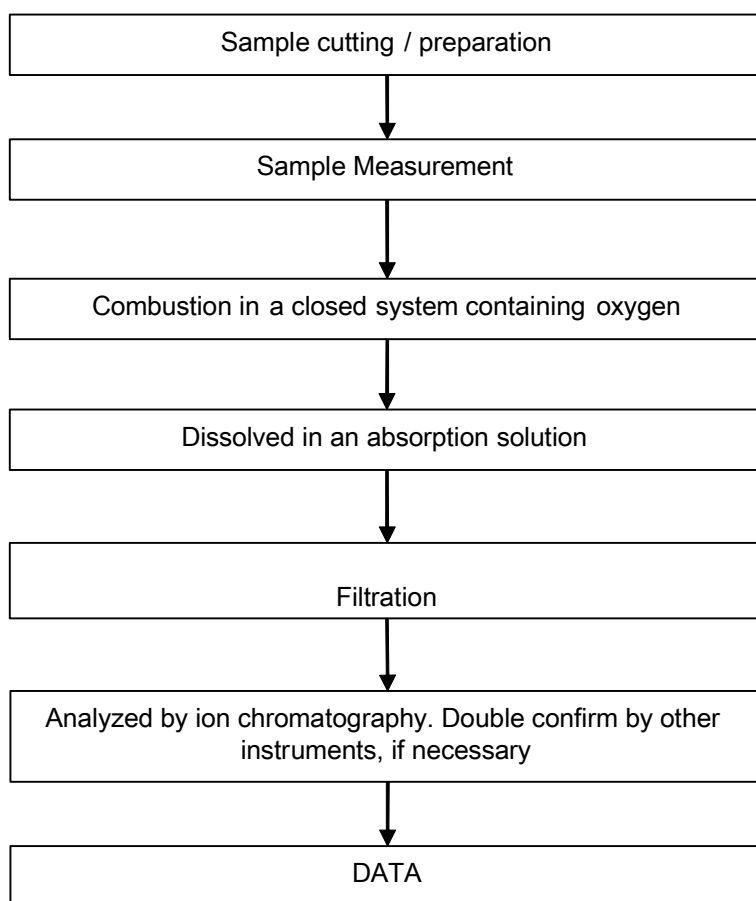 Sample cutting / preparation
Sample Measurement
Combustion in a closed system containing oxygen
Dissolved in an absorption solution
Filtration
Analyzed by ion chromatography. Double confirm by other
instruments, if necessary
DATA